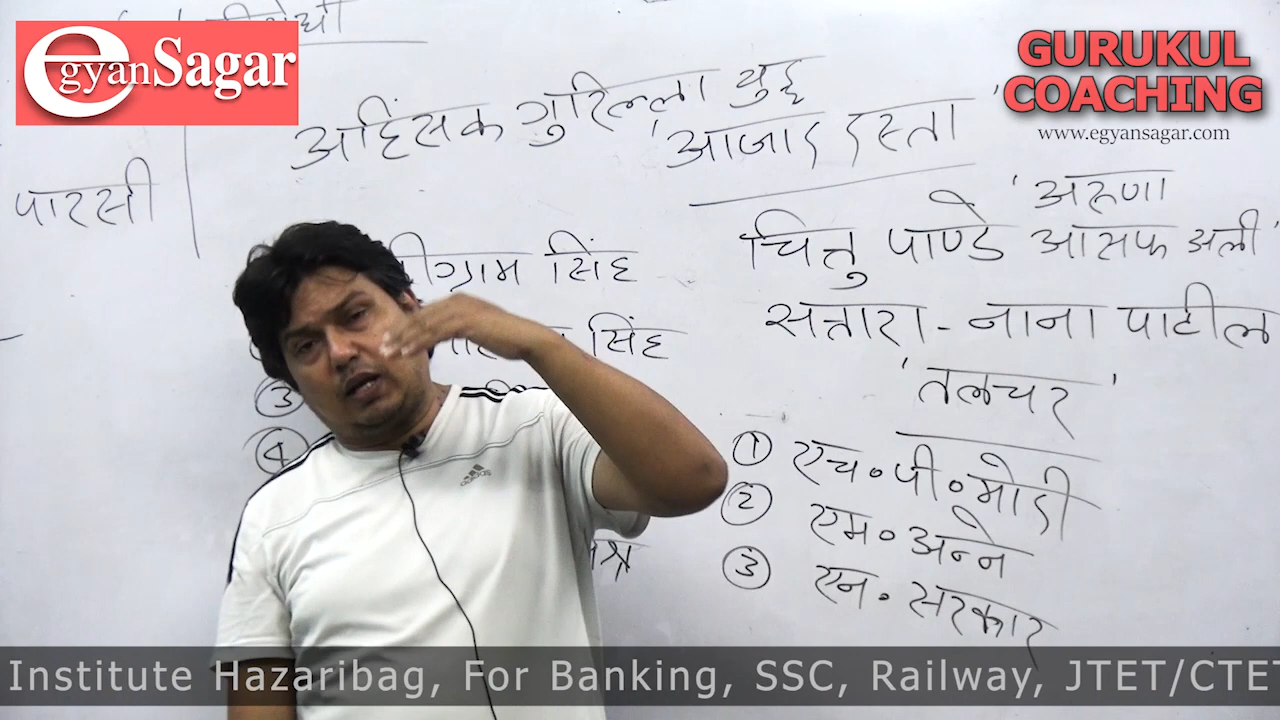 egyanSagar
GURUKUL
COACHING
www.egyansagar.com
अहिंसक गुरिल्ला युद्ध
'आजाद दस्ता'
पारसी
'अरुणा
आसफ अली'
चित्तु पाण्डे
सिंह
सिंह
सत्तारा - नाना पाटील
'तलचर'
③
④
① एच॰ पी॰ मोडी
② एम॰ अन्ने
③ एन॰ सरकार
Institute Hazaribag, For Banking, SSC, Railway, JTET/CTET